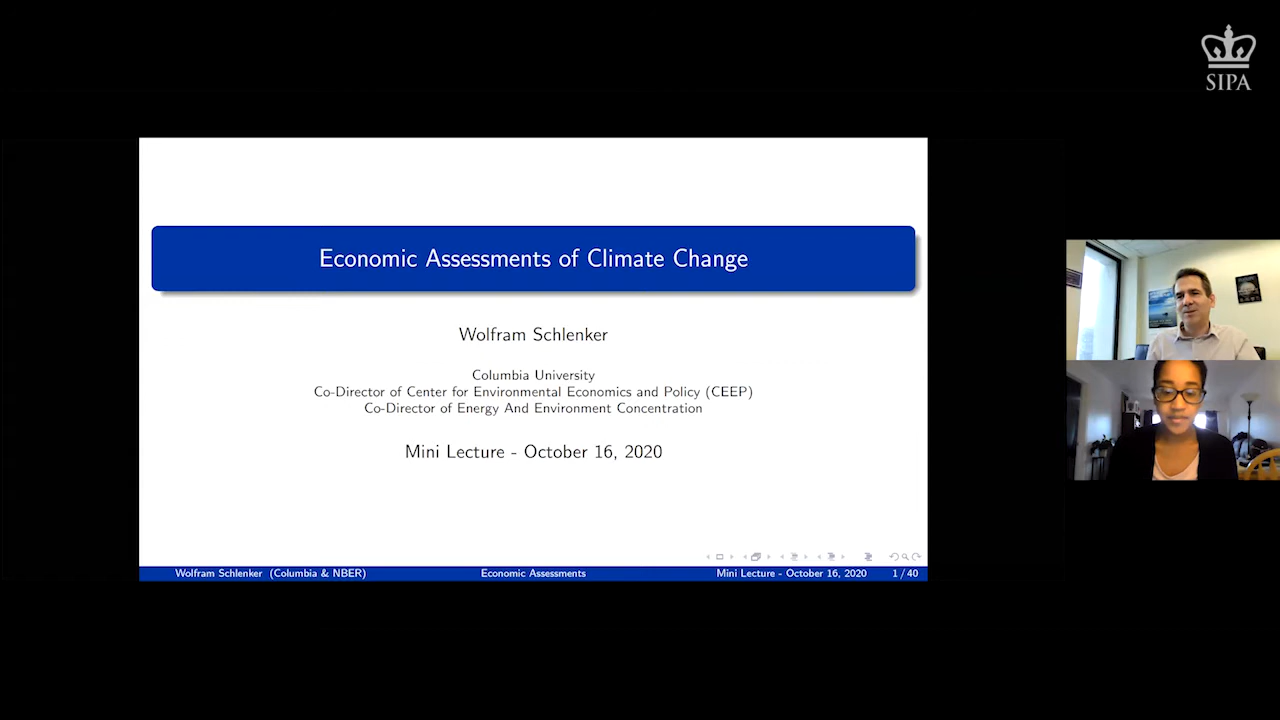 SIPA
Economic Assessments of Climate Change
Wolfram Schlenker
Columbia University
Co-Director of Center for Environmental Economics and Policy (CEEP)
Co-Director of Energy And Environment Concentration
Mini Lecture - October 16, 2020
Wolfram Schlenker (Columbia & NBER) Economic Assessments Mini Lecture - October 16, 2020 1 / 40